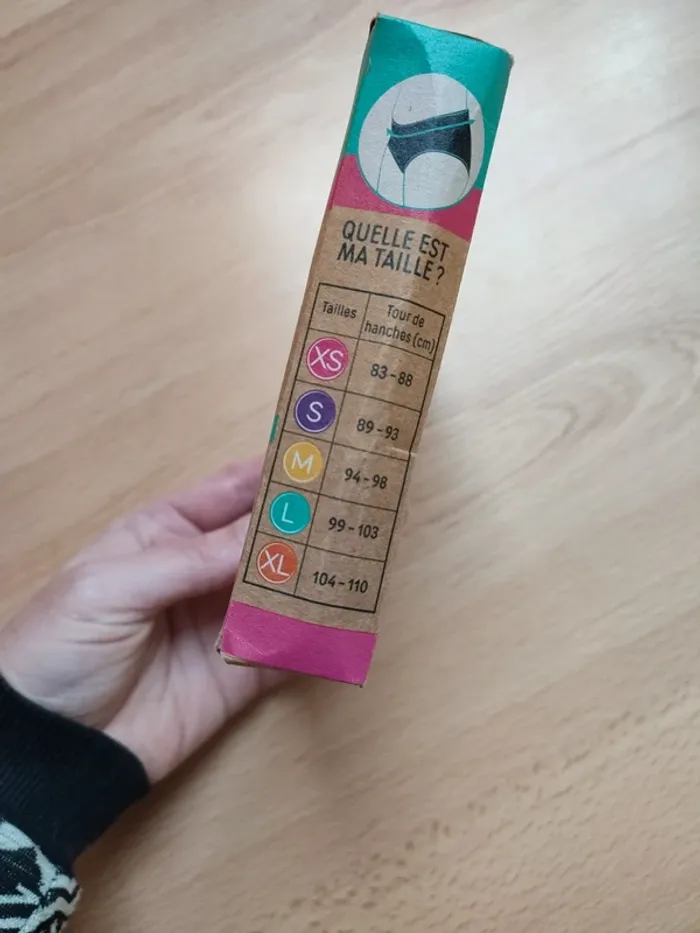 QUELLE EST
MA TAILLE ?
Tailles
Tour de
hanches (cm)
XS 83-88
S 89-93
M 94-98
L 99-103
XL 104-110